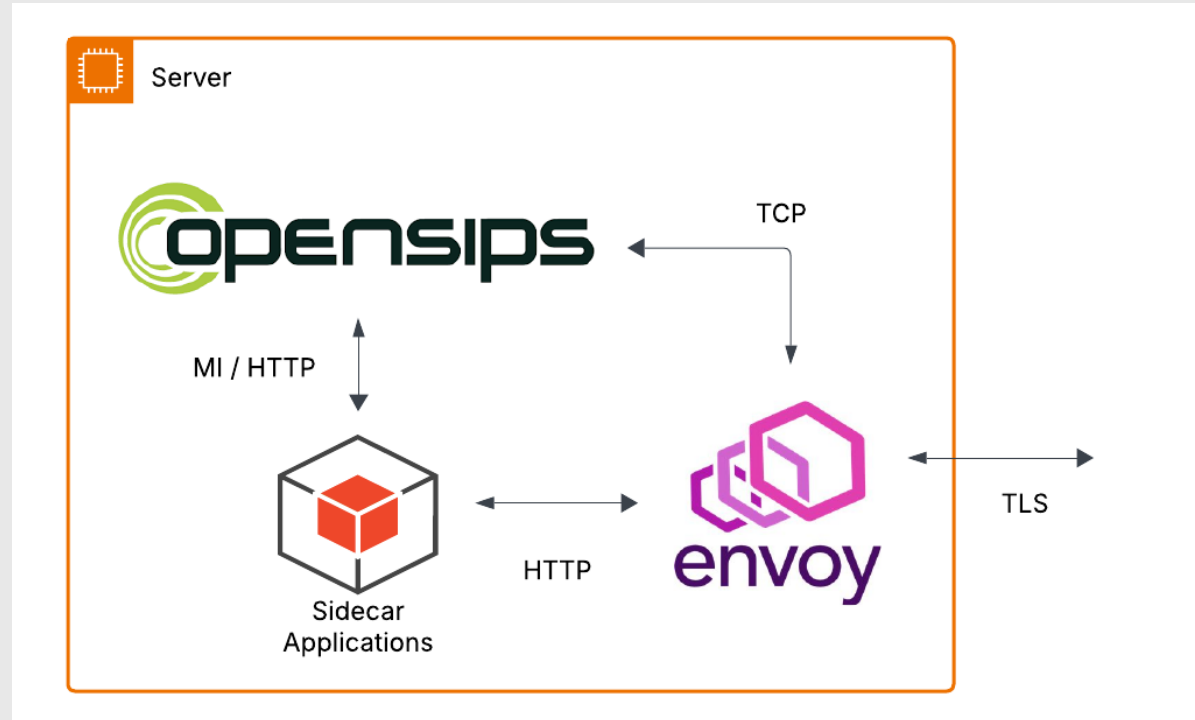 Server
opensips
TCP
MI / HTTP
TLS
HTTP
envoy
Sidecar
Applications